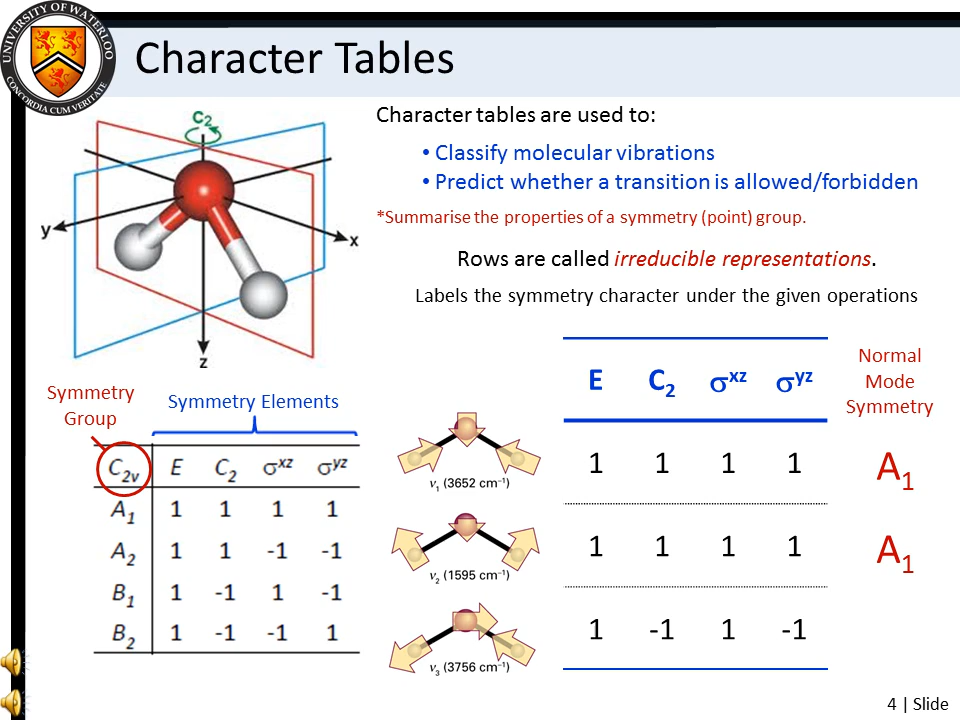 UNIVERSITY OF WATERLOO
CONCORDIA CUM VERITATE
Character Tables
C2
y
x
z
Character tables are used to:
• Classify molecular vibrations
• Predict whether a transition is allowed/forbidden
*Summarise the properties of a symmetry (point) group.
Rows are called irreducible representations.
Labels the symmetry character under the given operations
Symmetry
Group
Symmetry Elements
C2v E C2 σxz σyz
A1 1 1 1 1
A2 1 1 -1 -1
B1 1 -1 1 -1
B2 1 -1 -1 1
Normal
Mode
Symmetry
E C2 σxz σyz
ν1 (3652 cm⁻¹) 1 1 1 1 A1
ν2 (1595 cm⁻¹) 1 1 1 1 A1
ν3 (3756 cm⁻¹) 1 -1 1 -1
4 | Slide